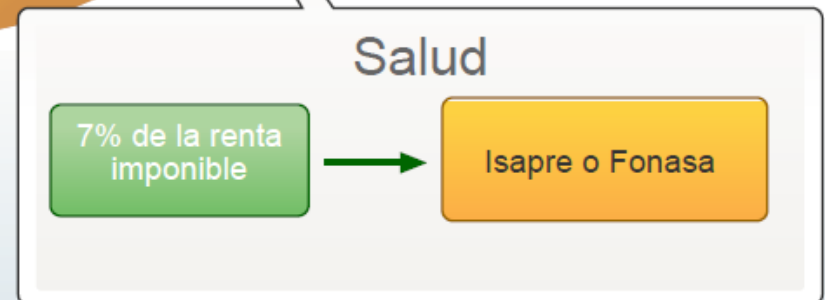 Salud
7% de la renta
imponible
Isapre o Fonasa